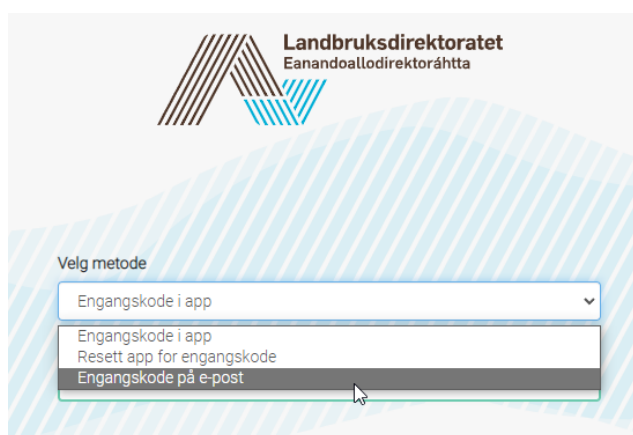 Landbruksdirektoratet
Eanandoallodirektoráhtta
Velg metode
Engangskode i app
Engangskode i app
Resett app for engangskode
Engangskode på e-post